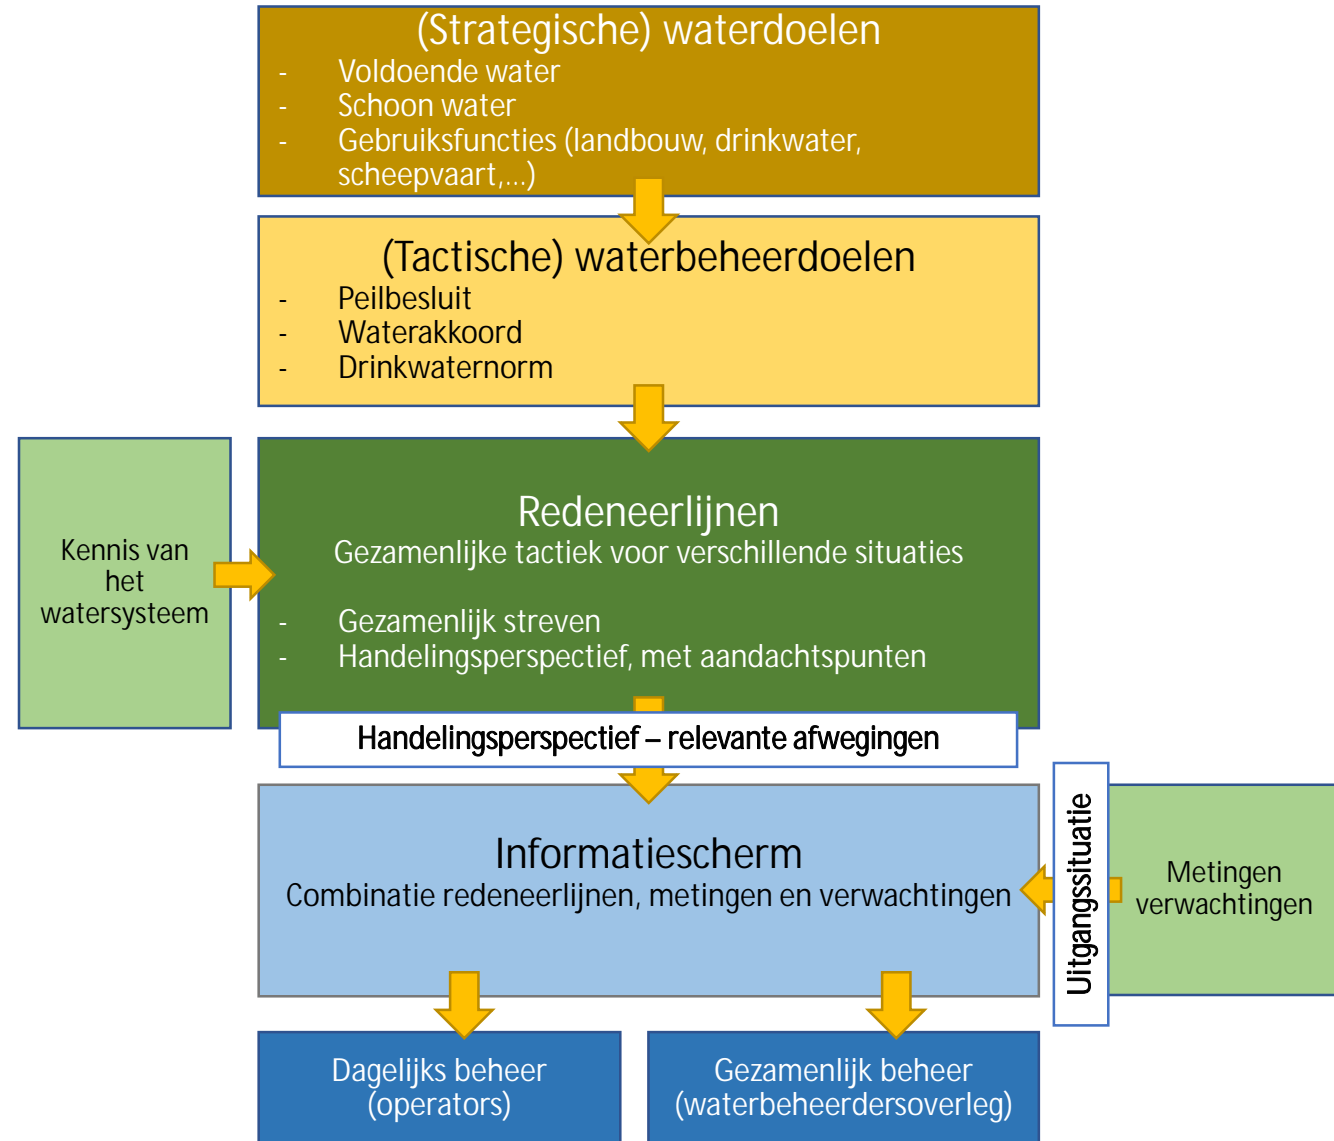 (Strategische) waterdoelen
- Voldoende water
- Schoon water
- Gebruiksfuncties (landbouw, drinkwater,
scheepvaart,...)
(Tactische) waterbeheerdoelen
- Peilbesluit
- Waterakkoord
- Drinkwaternorm
Kennis van
het
watersysteem
Redeneerlijnen
Gezamenlijke tactiek voor verschillende situaties
- Gezamenlijk streven
- Handelingsperspectief, met aandachtspunten
Handelingsperspectief – relevante afwegingen
Informatiescherm
Combinatie redeneerlijnen, metingen en verwachtingen
Uitgangssituatie
Metingen
verwachtingen
Dagelijks beheer
(operators)
Gezamenlijk beheer
(waterbeheerdersoverleg)